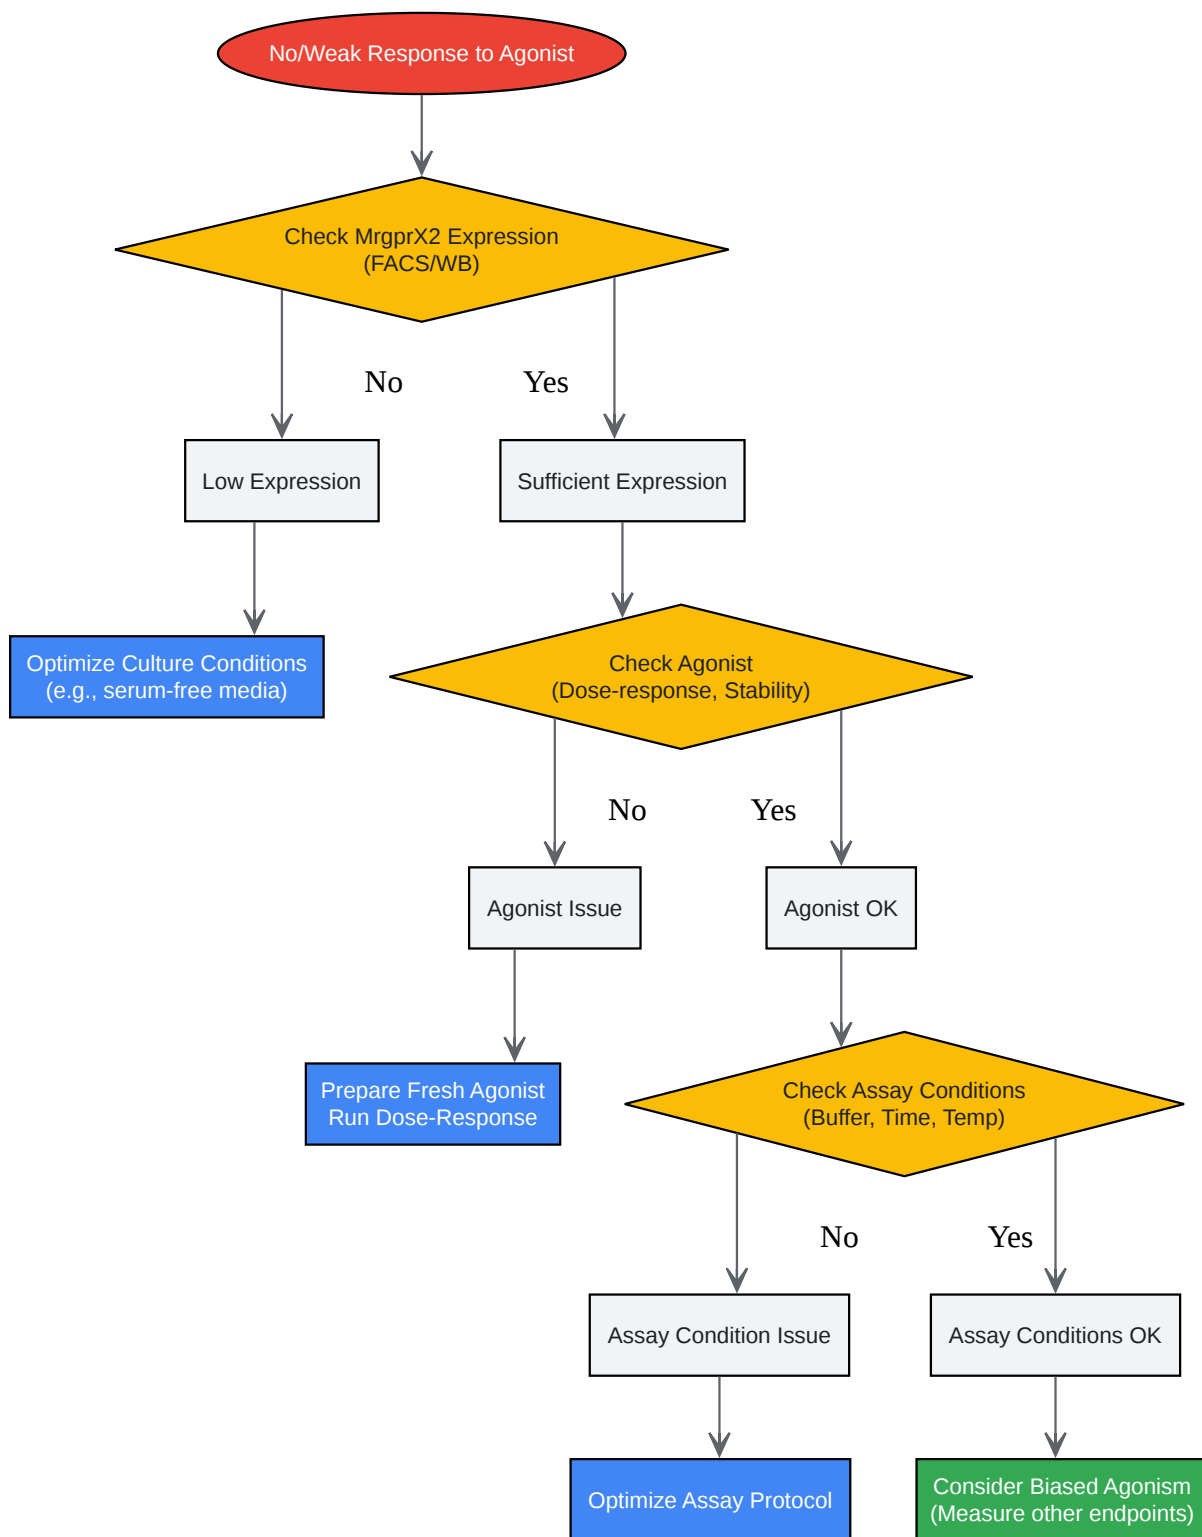 No/Weak Response to Agonist
Check MrgprX2 Expression
(FACS/WB)
No
Yes
Low Expression
Sufficient Expression
Optimize Culture Conditions
(e.g., serum-free media)
Check Agonist
(Dose-response, Stability)
No
Yes
Agonist Issue
Agonist OK
Prepare Fresh Agonist
Run Dose-Response
Check Assay Conditions
(Buffer, Time, Temp)
No
Yes
Assay Condition Issue
Assay Conditions OK
Optimize Assay Protocol
Consider Biased Agonism
(Measure other endpoints)